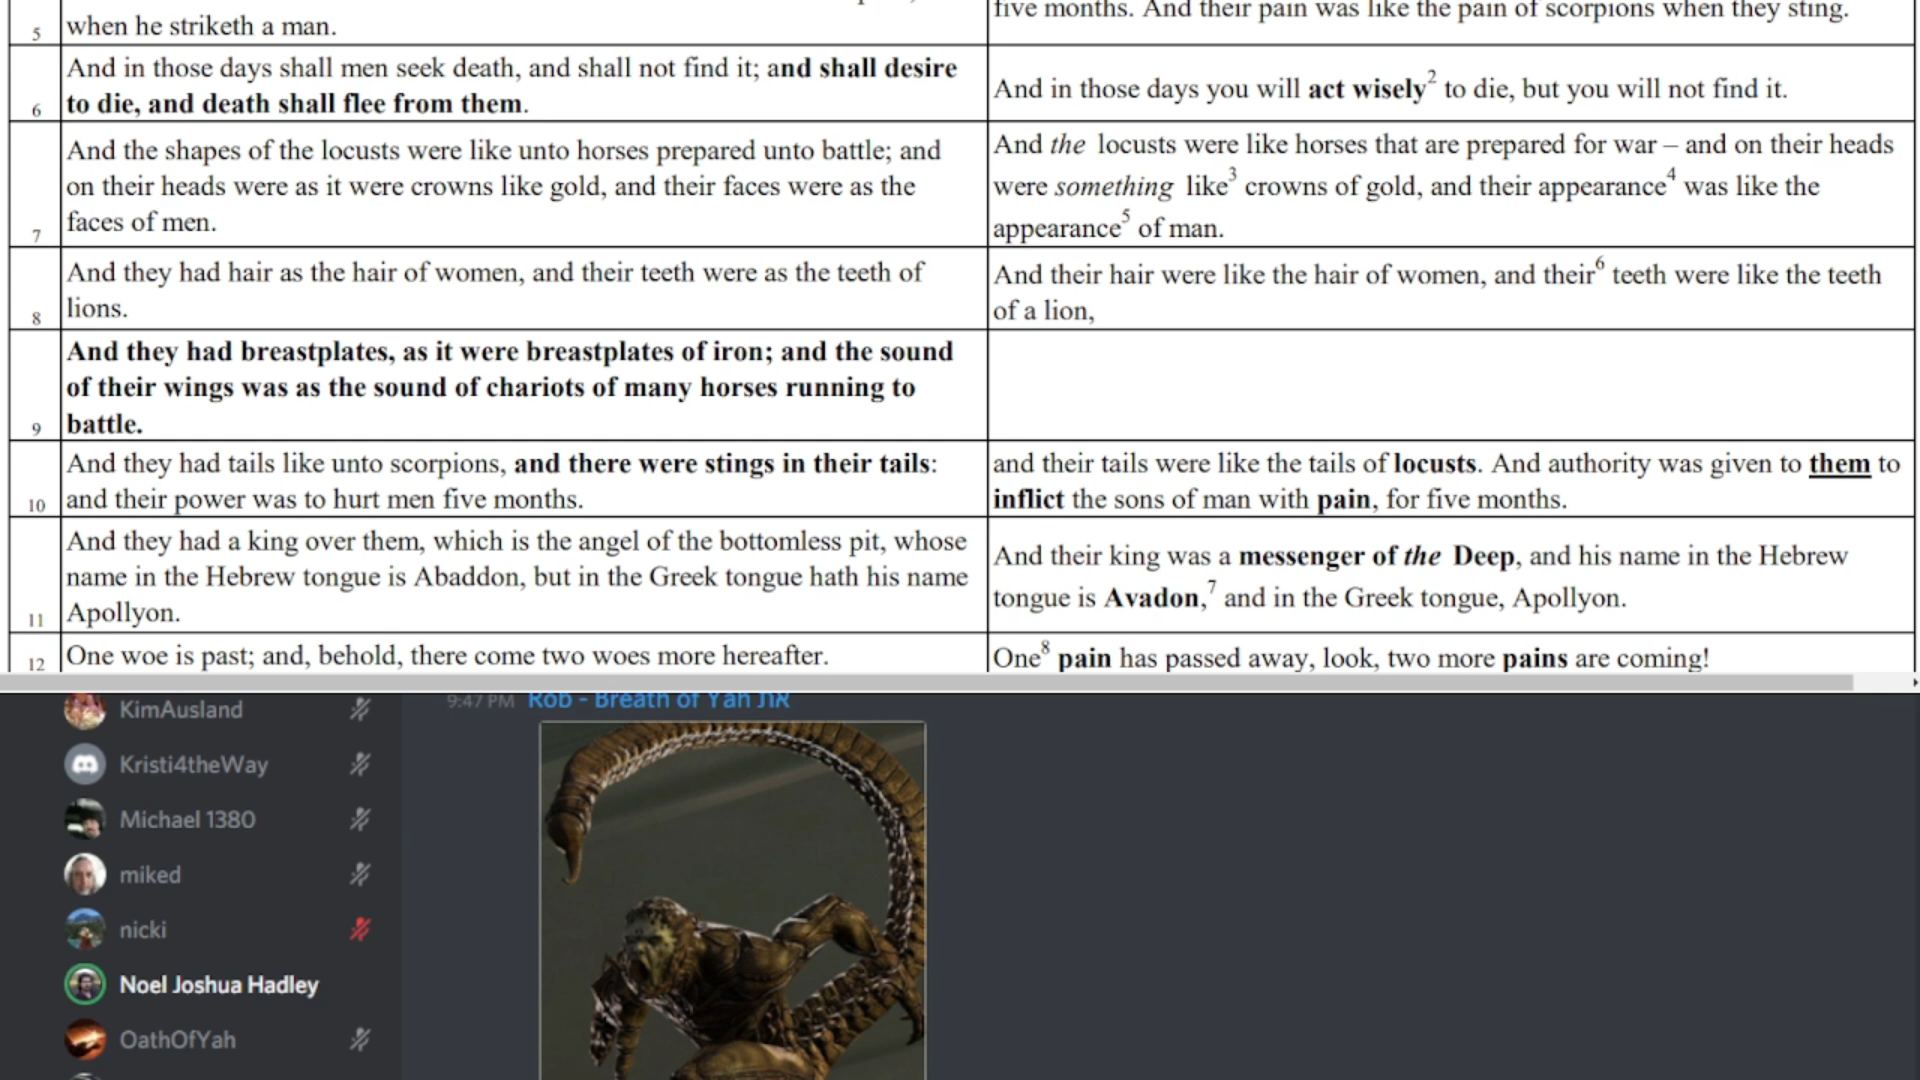 when he striketh a man.
five months. And their pain was like the pain of scorpions when they sting.
5
And in those days shall men seek death, and shall not find it; and shall desire
to die, and death shall flee from them.
And in those days you will act wisely2 to die, but you will not find it.
6
And the shapes of the locusts were like unto horses prepared unto battle; and
on their heads were as it were crowns like gold, and their faces were as the
faces of men.
And the locusts were like horses that are prepared for war – and on their heads
were something like3 crowns of gold, and their appearance4 was like the
appearance5 of man.
7
And they had hair as the hair of women, and their teeth were as the teeth of
lions.
And their hair were like the hair of women, and their6 teeth were like the teeth
of a lion,
8
And they had breastplates, as it were breastplates of iron; and the sound
of their wings was as the sound of chariots of many horses running to
battle.
9
And they had tails like unto scorpions, and there were stings in their tails:
and their power was to hurt men five months.
and their tails were like the tails of locusts. And authority was given to them to
inflict the sons of man with pain, for five months.
10
And they had a king over them, which is the angel of the bottomless pit, whose
name in the Hebrew tongue is Abaddon, but in the Greek tongue hath his name
Apollyon.
And their king was a messenger of the Deep, and his name in the Hebrew
tongue is Avadon,7 and in the Greek tongue, Apollyon.
11
One woe is past; and, behold, there come two woes more hereafter.
One8 pain has passed away, look, two more pains are coming!
12
KimAusland
Kristi4theWay
Michael 1380
miked
nicki
Noel Joshua Hadley
OathOfYah
9:47 PM Rob - Breath of Yah אות